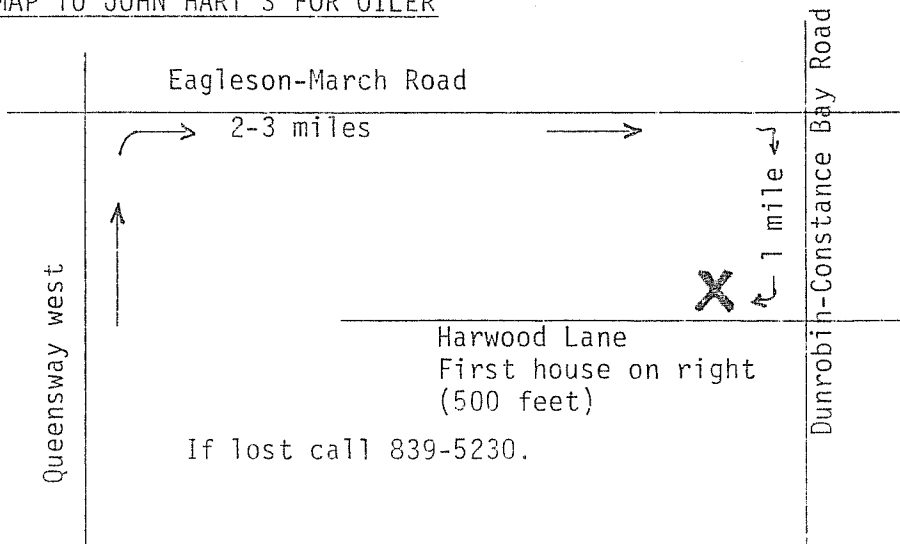 MAP TO JOHN HART'S FOR OILER
Eagleson-March Road
2-3 miles
1 mile
Dunrobin-Constance Bay Road
Queensway west
X
Harwood Lane
First house on right
(500 feet)
If lost call 839-5230.